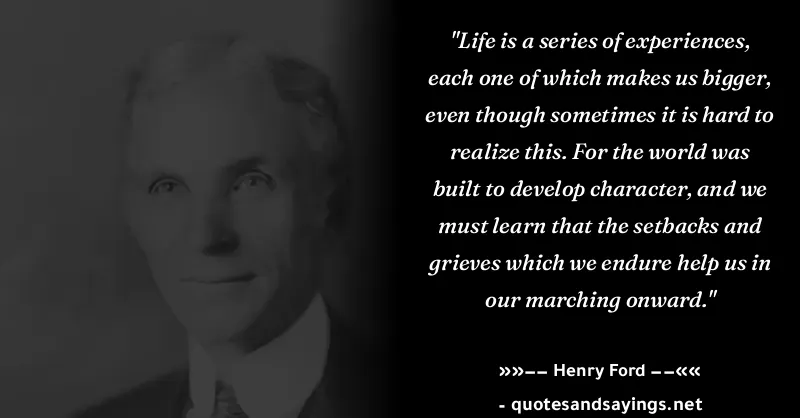 "Life is a series of experiences,
each one of which makes us bigger,
even though sometimes it is hard to
realize this. For the world was
built to develop character, and we
must learn that the setbacks and
grieves which we endure help us in
our marching onward."
»»−− Henry Ford −−««
- quotesandsayings.net